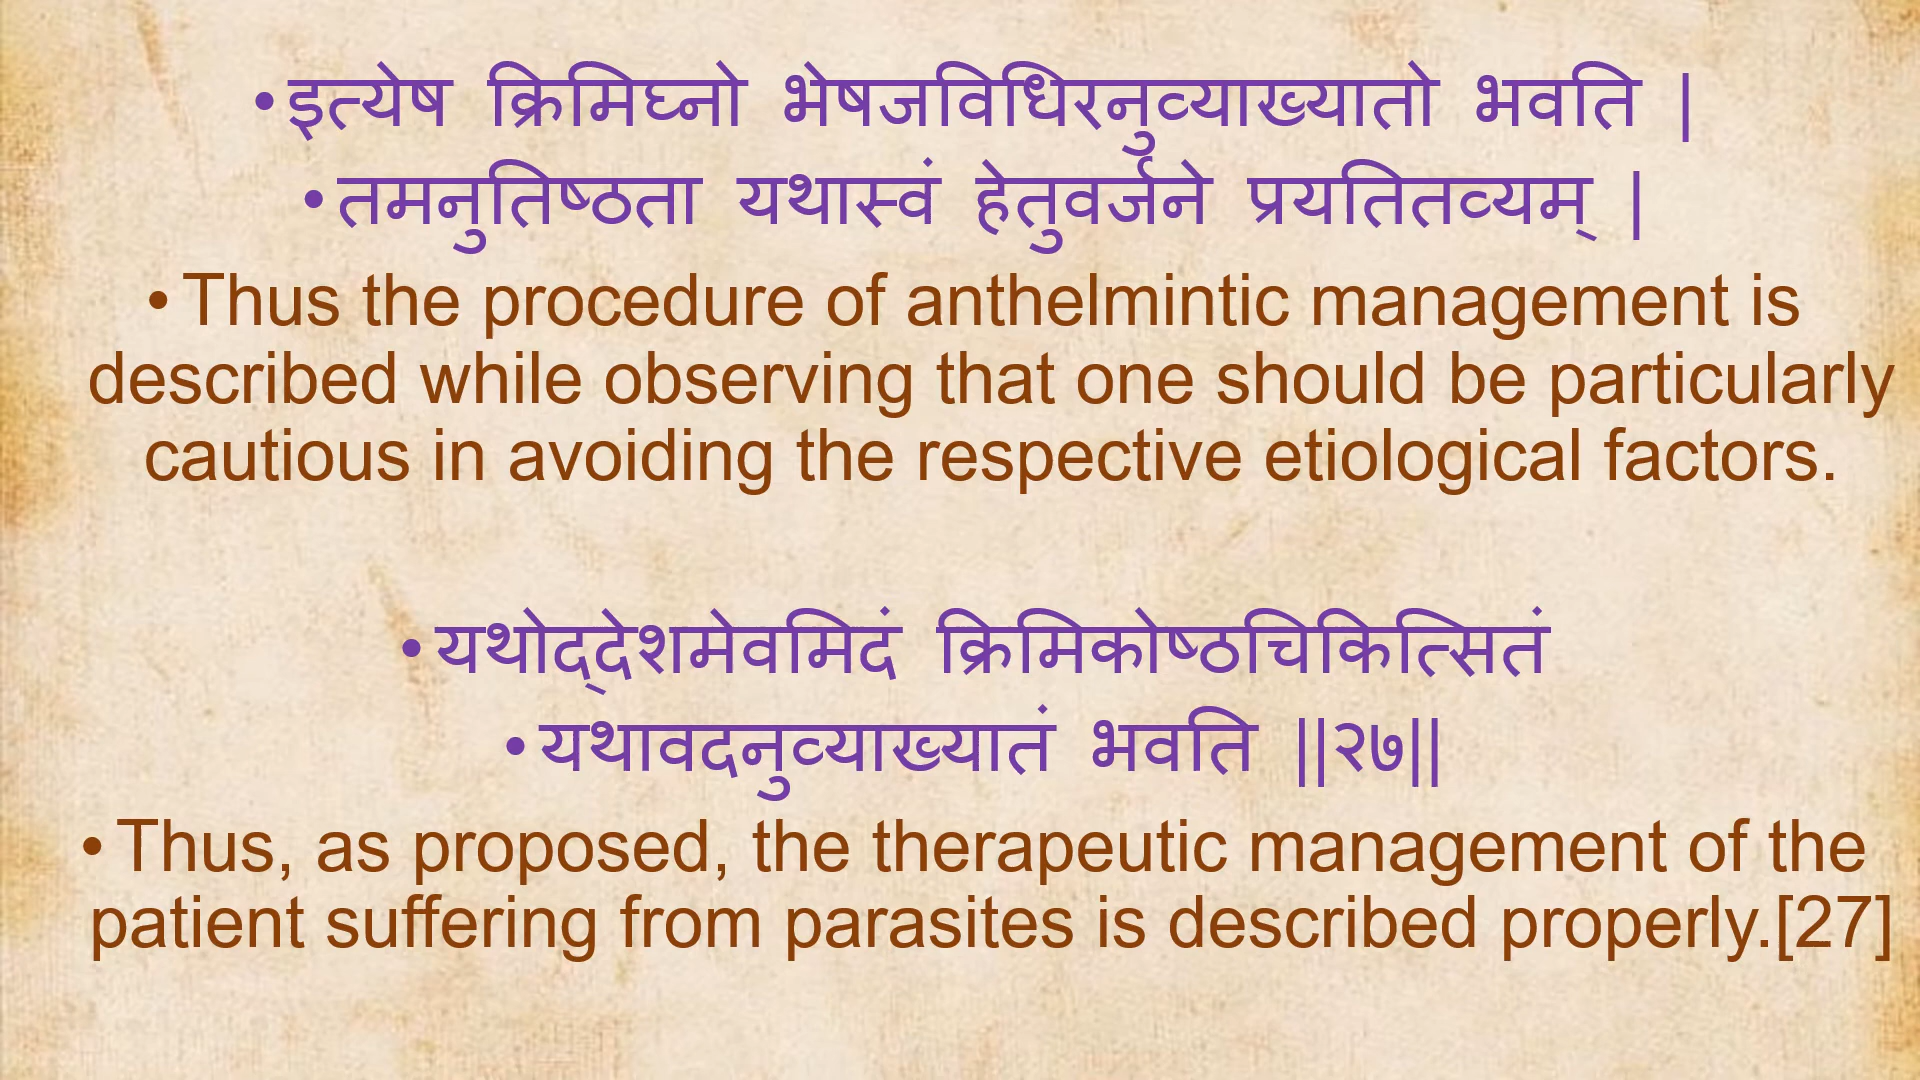 • इत्येष क्रिमिघ्नो भेषजविधिरनुव्याख्यातो भवति |
• तमनुतिष्ठता यथास्वं हेतुवर्जने प्रयतितव्यम् |
• Thus the procedure of anthelmintic management is
described while observing that one should be particularly
cautious in avoiding the respective etiological factors.
• यथोद्देशमेवमिदं क्रिमिकोष्ठचिकित्सितं
• यथावदनुव्याख्यातं भवति ||२७||
• Thus, as proposed, the therapeutic management of the
patient suffering from parasites is described properly.[27]